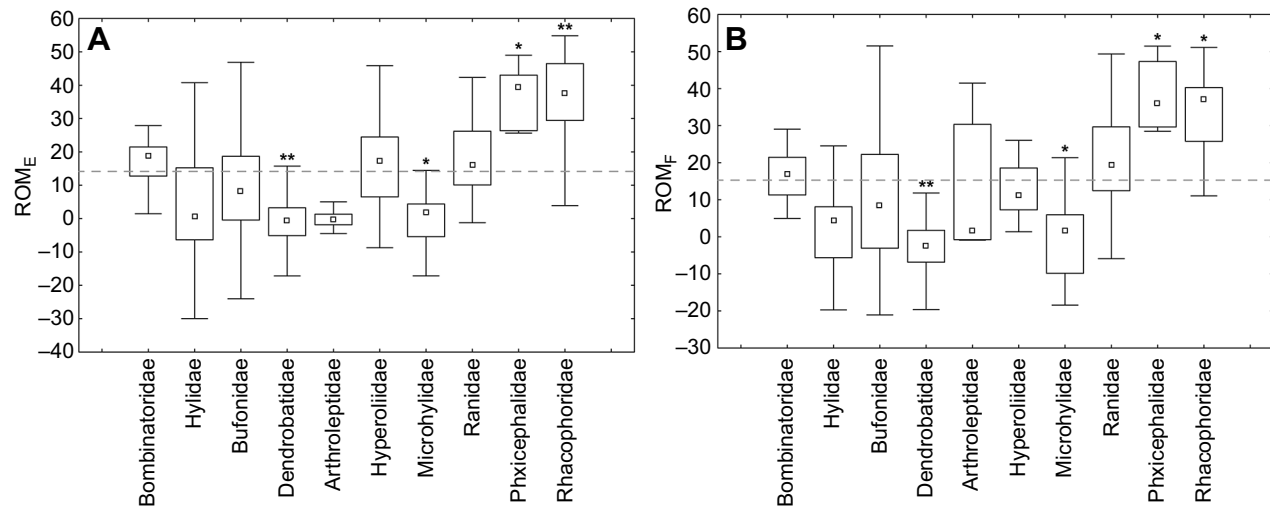 A
ROM_E
60
50
40
30
20
10
0
–10
–20
–30
–40
**
*
*
**
Bombinatoridae
Hylidae
Bufonidae
Dendrobatidae
Arthroleptidae
Hyperoliidae
Microhylidae
Ranidae
Phxicephalidae
Rhacophoridae
B
ROM_F
60
50
40
30
20
10
0
–10
–20
–30
**
*
*
*
Bombinatoridae
Hylidae
Bufonidae
Dendrobatidae
Arthroleptidae
Hyperoliidae
Microhylidae
Ranidae
Phxicephalidae
Rhacophoridae